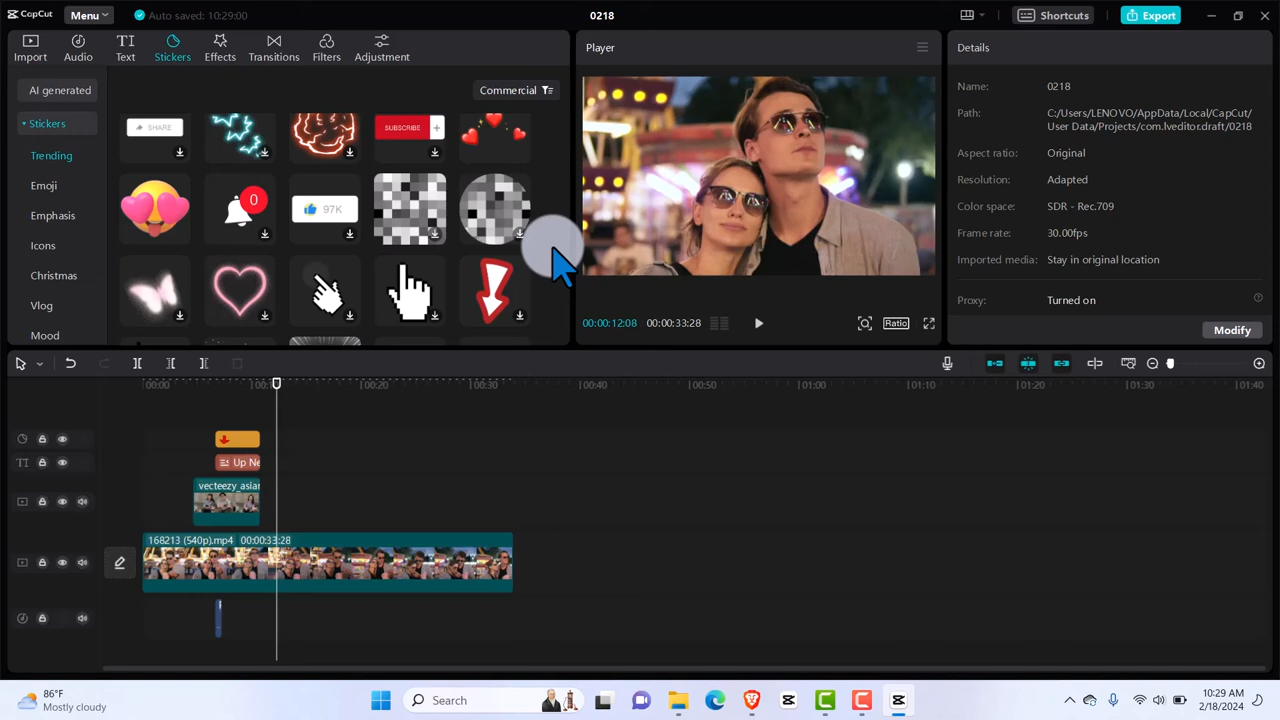 CapCut
Menu
Auto saved: 10:29:00
0218
Shortcuts
Export
Import
Audio
Text
Stickers
Effects
Transitions
Filters
Adjustment
AI generated
Stickers
Trending
Emoji
Emphasis
Icons
Christmas
Vlog
Mood
Commercial
SHARE
SUBSCRIBE
0
97K
Player
00:00:12:08
00:00:33:28
Ratio
Details
Name: 0218
Path: C:/Users/LENOVO/AppData/Local/CapCut/
User Data/Projects/com.lveditor.draft/0218
Aspect ratio: Original
Resolution: Adapted
Color space: SDR - Rec.709
Frame rate: 30.00fps
Imported media: Stay in original location
Proxy: Turned on
Modify
00:00
00:20
00:30
00:40
00:50
01:00
01:10
01:20
01:30
01:40
TI
Up Ne
vecteezy_asiar
168213 (540p).mp4 00:00:33:28
86°F
Mostly cloudy
Search
10:29 AM
2/18/2024